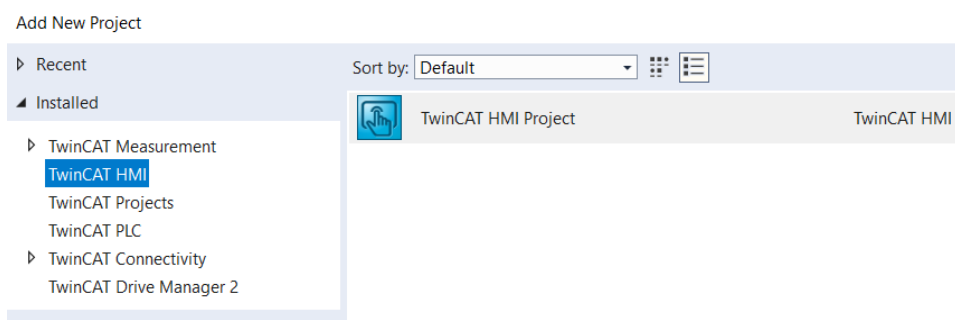 Add New Project
Recent
Installed
TwinCAT Measurement
TwinCAT HMI
TwinCAT Projects
TwinCAT PLC
TwinCAT Connectivity
TwinCAT Drive Manager 2
Sort by: Default
TwinCAT HMI Project TwinCAT HMI